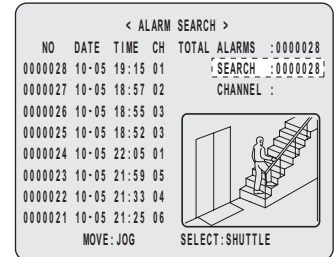 < ALARM SEARCH >
NO DATE TIME CH TOTAL ALARMS :0000028
0000028 10-05 19:15 01 SEARCH :0000028
0000027 10-05 18:57 02 CHANNEL :
0000026 10-05 18:55 03
0000025 10-05 18:52 03
0000024 10-05 22:05 01
0000023 10-05 21:59 05
0000022 10-05 21:33 04
0000021 10-05 21:25 06
MOVE:JOG SELECT:SHUTTLE